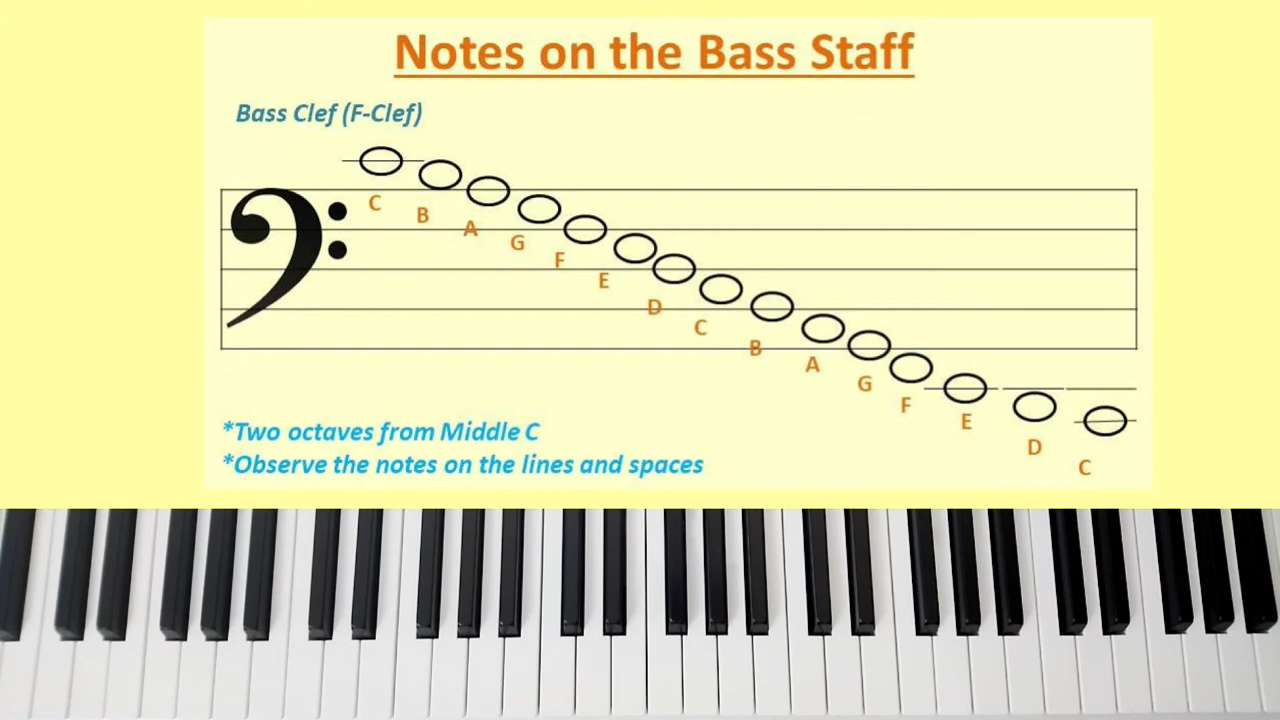 Notes on the Bass Staff
Bass Clef (F-Clef)
C B A G F E D C B A G F E D C
*Two octaves from Middle C
*Observe the notes on the lines and spaces